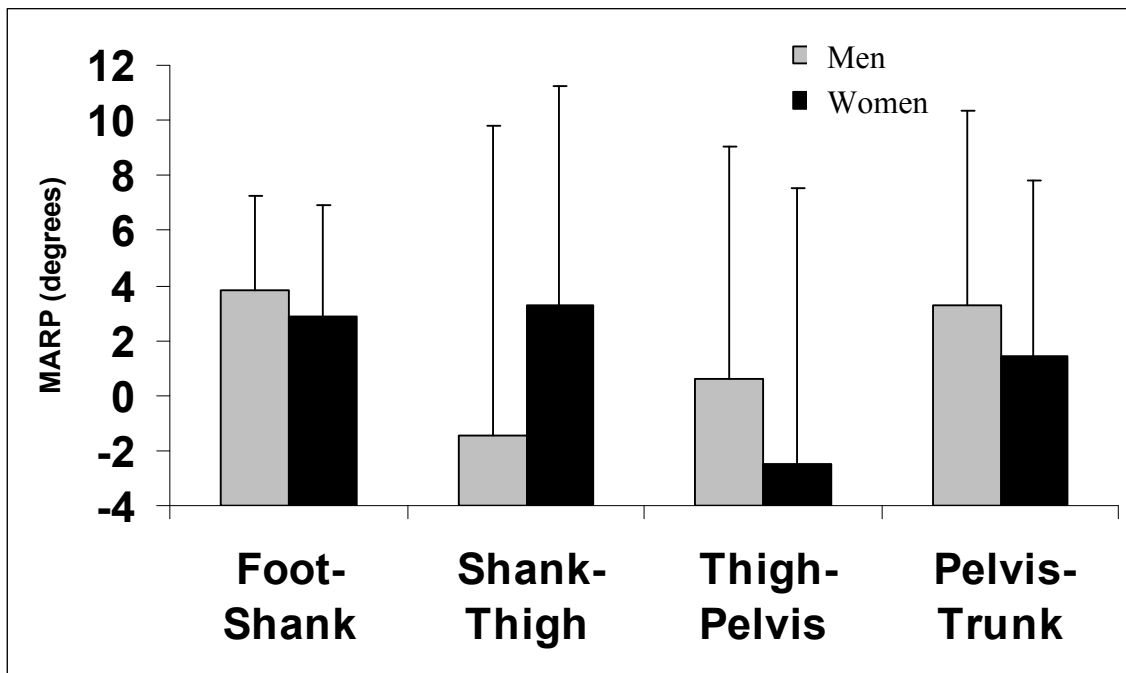 Men
Women
12
10
8
6
4
2
0
-2
-4
MARP (degrees)
Foot-
Shank
Shank-
Thigh
Thigh-
Pelvis
Pelvis-
Trunk